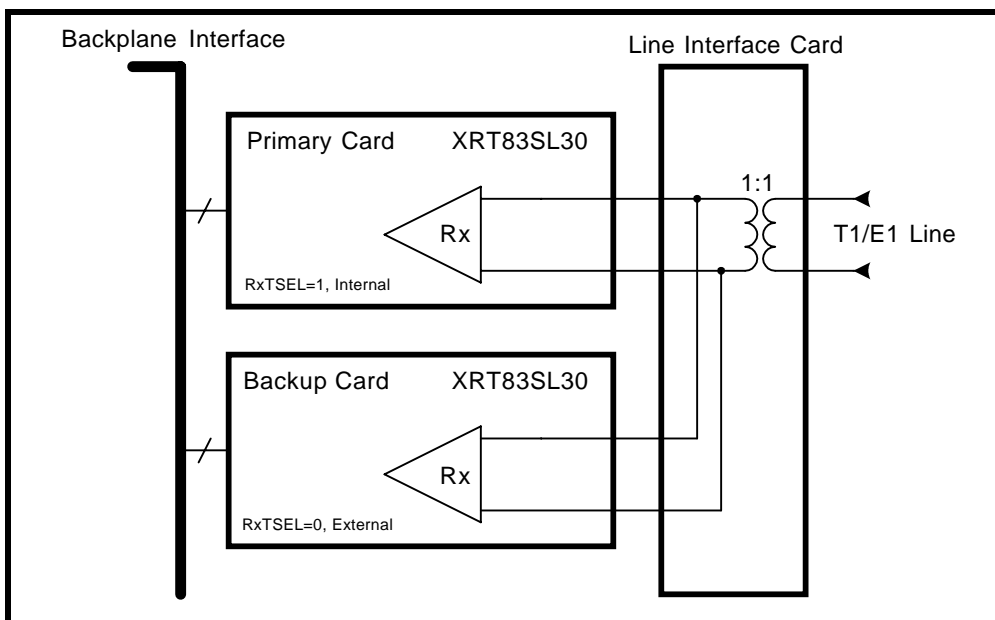 Backplane Interface
Line Interface Card
Primary Card XRT83SL30
Rx
RxTSEL=1, Internal
1:1
T1/E1 Line
Backup Card XRT83SL30
Rx
RxTSEL=0, External